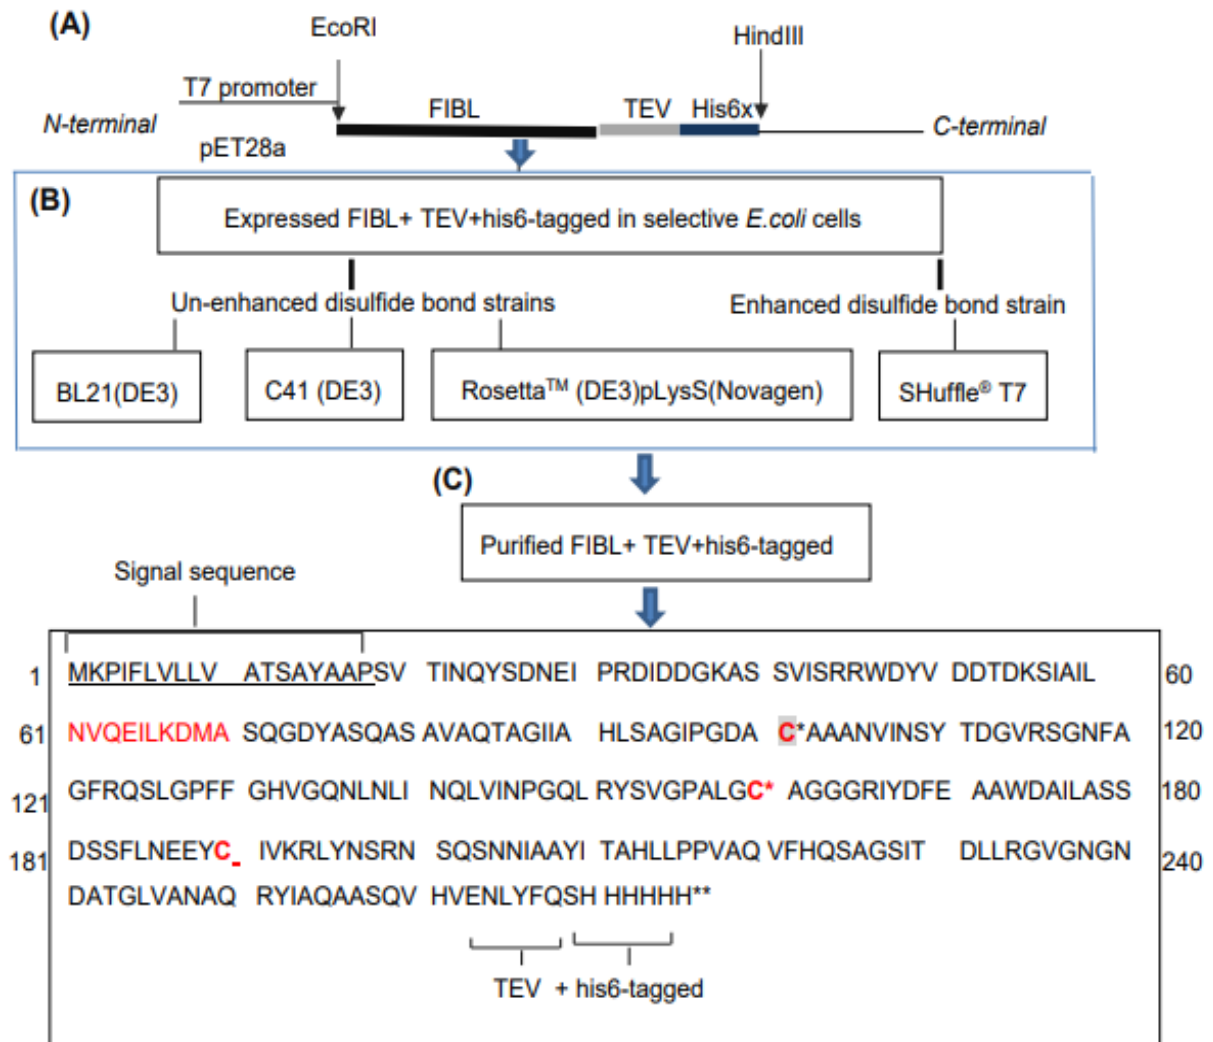 (A)
EcoRI
HindIII
T7 promoter
FIBL
TEV
His6x
N-terminal
C-terminal
pET28a
(B)
Expressed FIBL+ TEV+his6-tagged in selective E.coli cells
Un-enhanced disulfide bond strains
Enhanced disulfide bond strain
BL21(DE3)
C41 (DE3)
Rosetta™ (DE3)pLysS(Novagen)
SHuffle® T7
(C)
Purified FIBL+ TEV+his6-tagged
Signal sequence
1 MKPIFLVLLV ATSAYAAPSV TINQYSDNEI PRDIDDGKAS SVISRRWDYV DDTDKSIAIL 60
61 NVQEILKDMA SQGDYASQAS AVAQTAGIIA HLSAGIPGDA C*AAANVINSY TDGVRSGNFA 120
121 GFRQSLGPFF GHVGQNLNLI NQLVINPGQL RYSVGPALGC* AGGGRIYDFE AAWDAILASS 180
181 DSSFLNEEYC IVKRLYNSRN SQSNNIAAYI TAHLLPPVAQ VFHQSAGSIT DLLRGVGNGN 240
DATGLVANAQ RYIAQAASQV HVENLYFQSH HHHHH**
TEV + his6-tagged